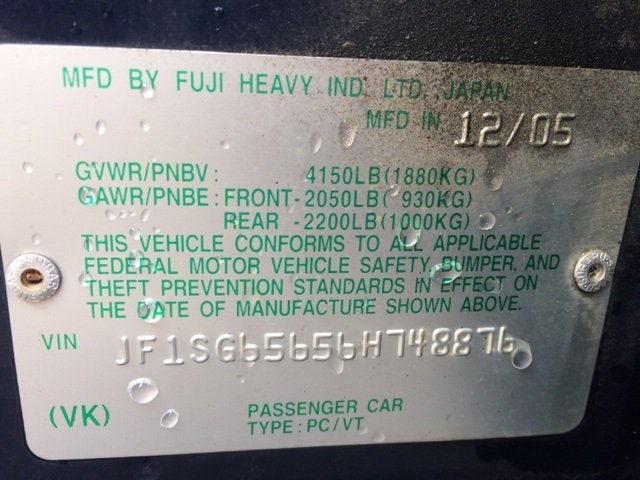 MFD BY FUJI HEAVY IND. LTD. JAPAN
MFD IN 12/05
GVWR/PNBV: 4150LB(1880KG)
GAWR/PNBE: FRONT-2050LB( 930KG)
REAR -2200LB(1000KG)
THIS VEHICLE CONFORMS TO ALL APPLICABLE
FEDERAL MOTOR VEHICLE SAFETY, BUMPER, AND
THEFT PREVENTION STANDARDS IN EFFECT ON
THE DATE OF MANUFACTURE SHOWN ABOVE.
VIN JF1SG65656H748876
(VK) PASSENGER CAR
TYPE: PC/VT